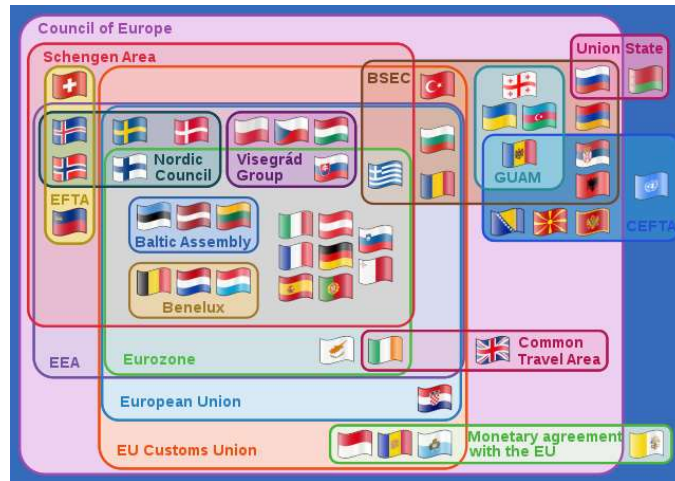 Council of Europe
Schengen Area
BSEC
Union State
Nordic
Council
Visegrád
Group
GUAM
EFTA
Baltic Assembly
CEFTA
Benelux
EEA
Eurozone
Common
Travel Area
European Union
EU Customs Union
Monetary agreement
with the EU